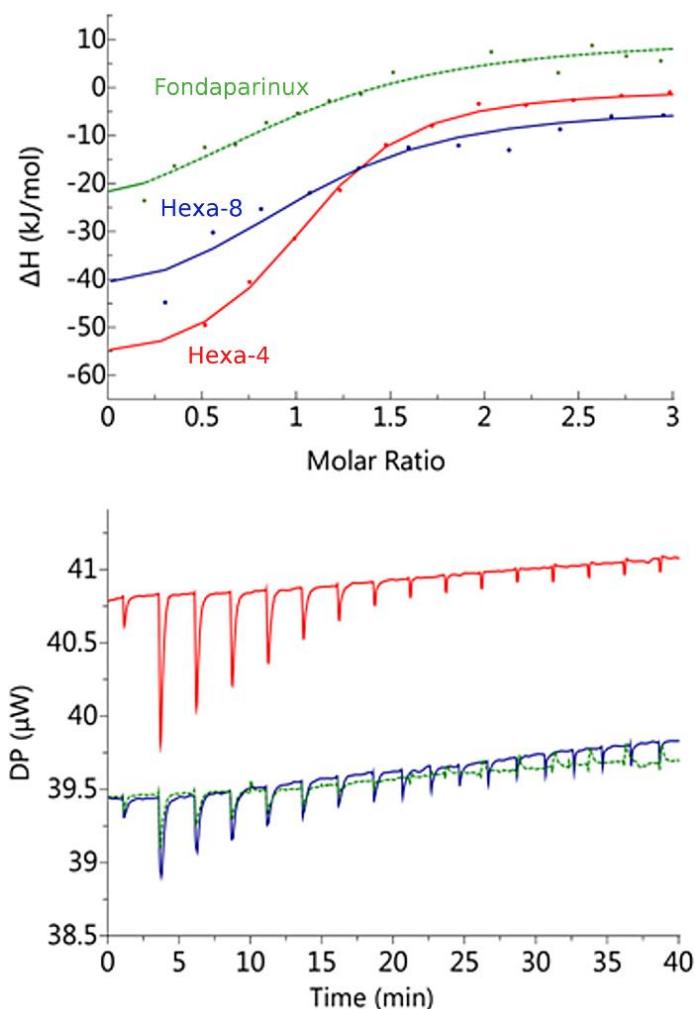 10
Fondaparinux
0
-10
-20
Hexa-8
-30
-40
-50
Hexa-4
-60
ΔH (kJ/mol)
0 0.5 1 1.5 2 2.5 3
Molar Ratio
41
40.5
40
39.5
39
38.5
DP (µW)
0 5 10 15 20 25 30 35 40
Time (min)